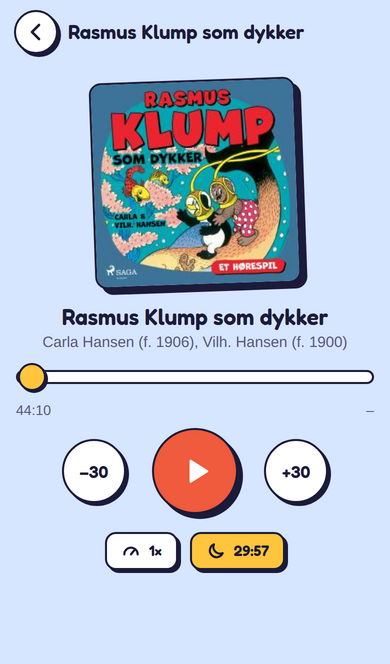 Rasmus Klump som dykker
RASMUS
KLUMP
SOM DYKKER
CARLA &
VILH. HANSEN
SAGA
ET HØRESPIL
Rasmus Klump som dykker
Carla Hansen (f. 1906), Vilh. Hansen (f. 1900)
44:10 –
–30 +30
1x 29:57